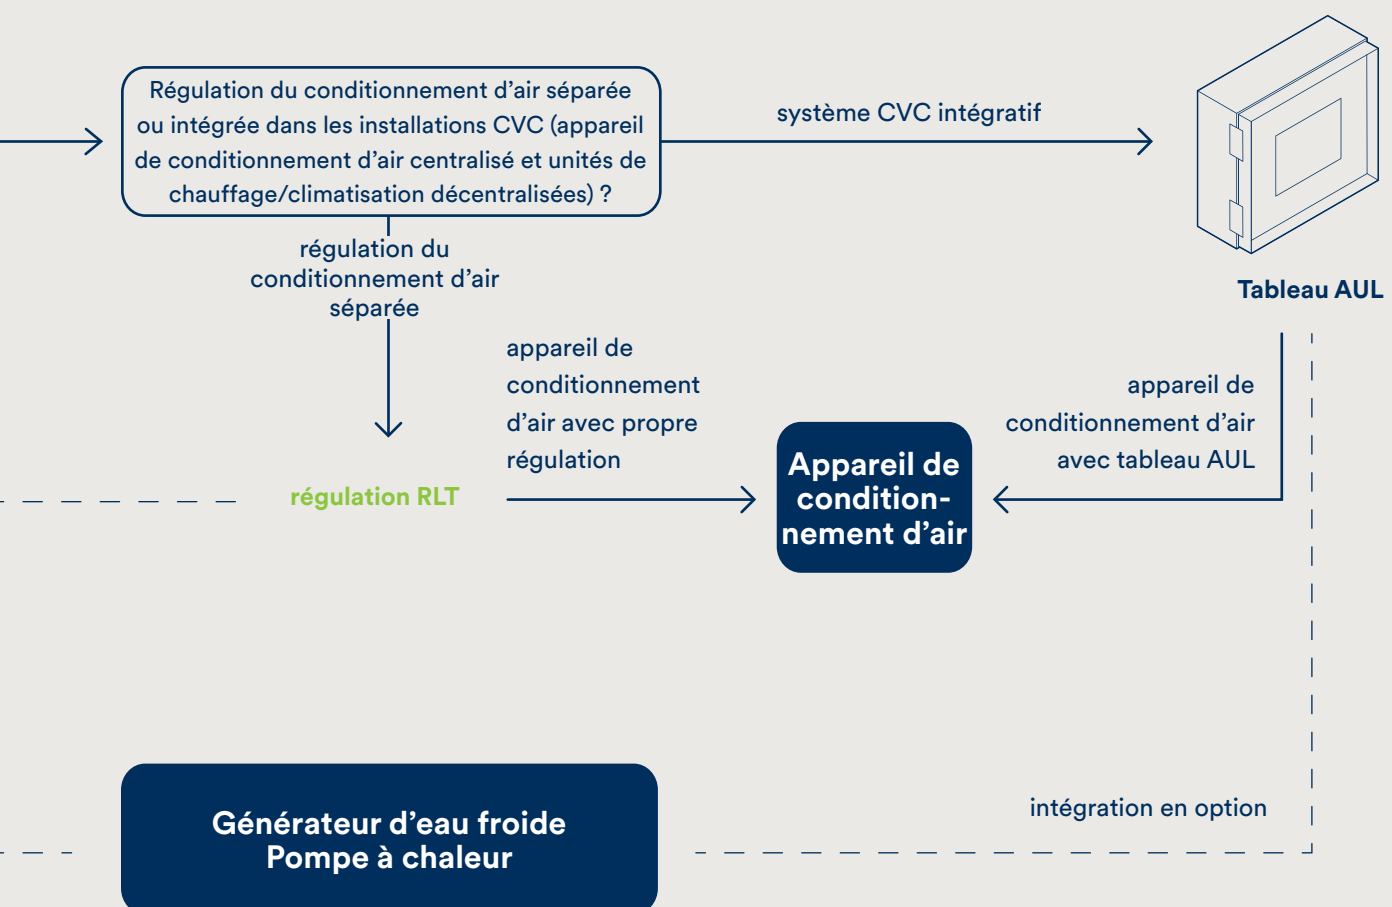 Régulation du conditionnement d’air séparée
ou intégrée dans les installations CVC (appareil
de conditionnement d’air centralisé et unités de
chauffage/climatisation décentralisées) ?
système CVC intégratif
régulation du
conditionnement d’air
séparée
Tableau AUL
appareil de
conditionnement
d’air avec propre
régulation
appareil de
conditionnement d’air
avec tableau AUL
régulation RLT
Appareil de
condition-
nement d’air
intégration en option
Générateur d’eau froide
Pompe à chaleur